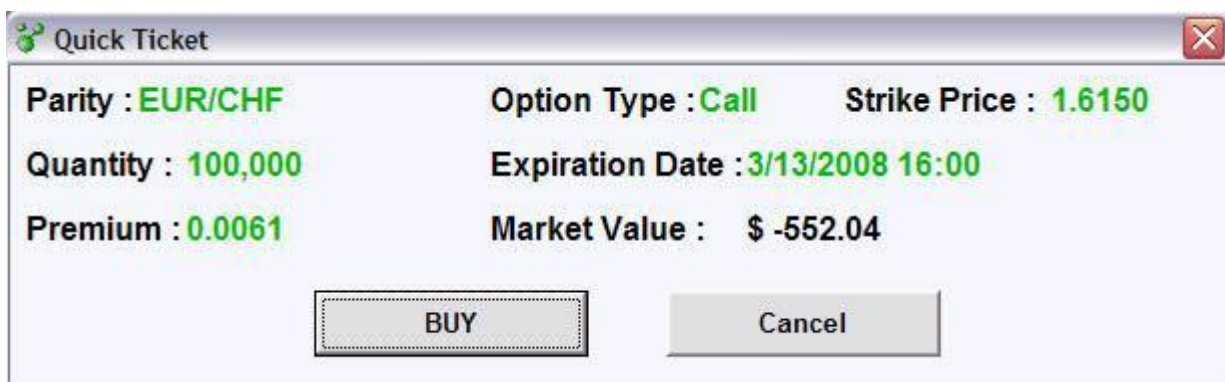 Quick Ticket
Parity : EUR/CHF Option Type : Call Strike Price : 1.6150
Quantity : 100,000 Expiration Date : 3/13/2008 16:00
Premium : 0.0061 Market Value : $ -552.04
BUY Cancel